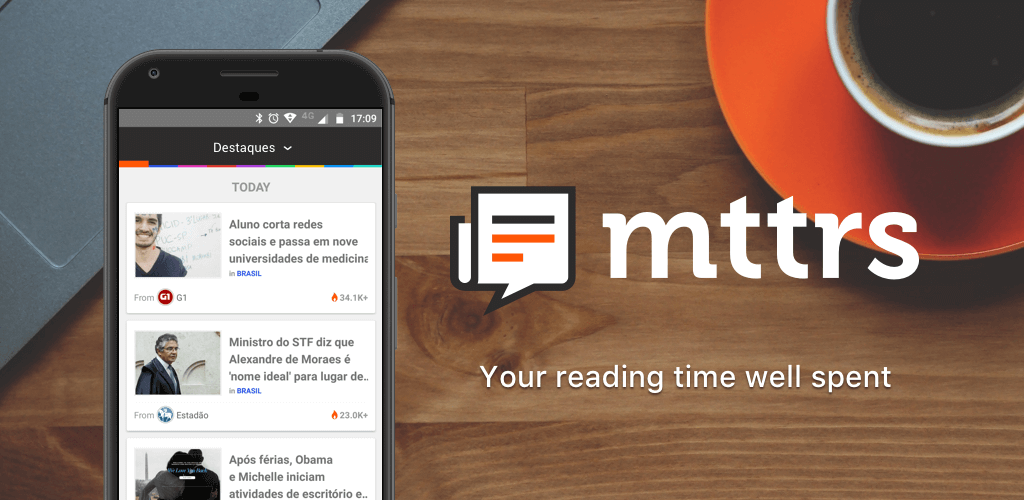 4G 17:09
Destaques
TODAY
Aluno corta redes
sociais e passa em nove
universidades de medicina
in BRASIL
From G1 G1 34.1K+
Ministro do STF diz que
Alexandre de Moraes é
'nome ideal' para lugar de..
in BRASIL
From Estadão 23.0K+
Após férias, Obama
e Michelle iniciam
atividades de escritório e..
mttrs
Your reading time well spent